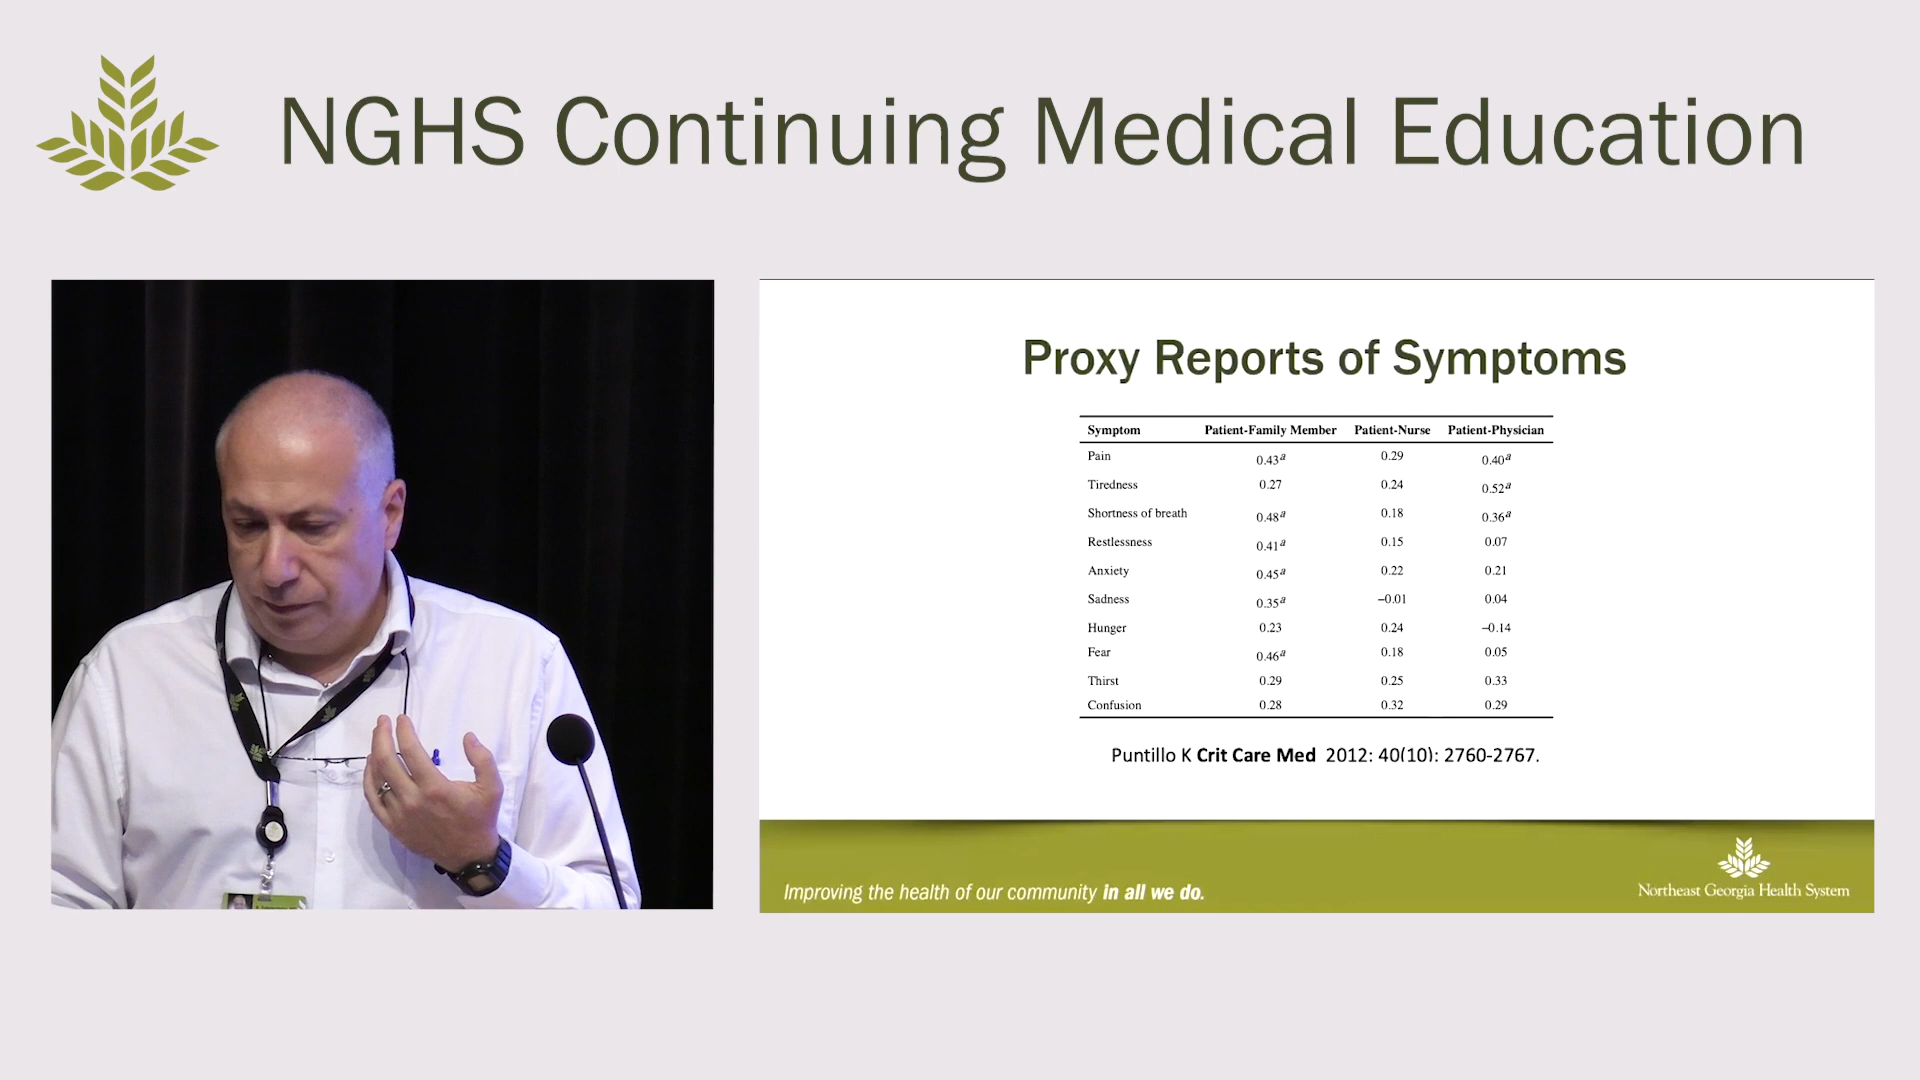 NGHS Continuing Medical Education
Proxy Reports of Symptoms
Symptom Patient-Family Member Patient-Nurse Patient-Physician
Pain 0.43a 0.29 0.40a
Tiredness 0.27 0.24 0.52a
Shortness of breath 0.48a 0.18 0.36a
Restlessness 0.41a 0.15 0.07
Anxiety 0.45a 0.22 0.21
Sadness 0.35a −0.01 0.04
Hunger 0.23 0.24 −0.14
Fear 0.46a 0.18 0.05
Thirst 0.29 0.25 0.33
Confusion 0.28 0.32 0.29
Puntillo K Crit Care Med 2012: 40(10): 2760-2767.
Improving the health of our community in all we do.
Northeast Georgia Health System